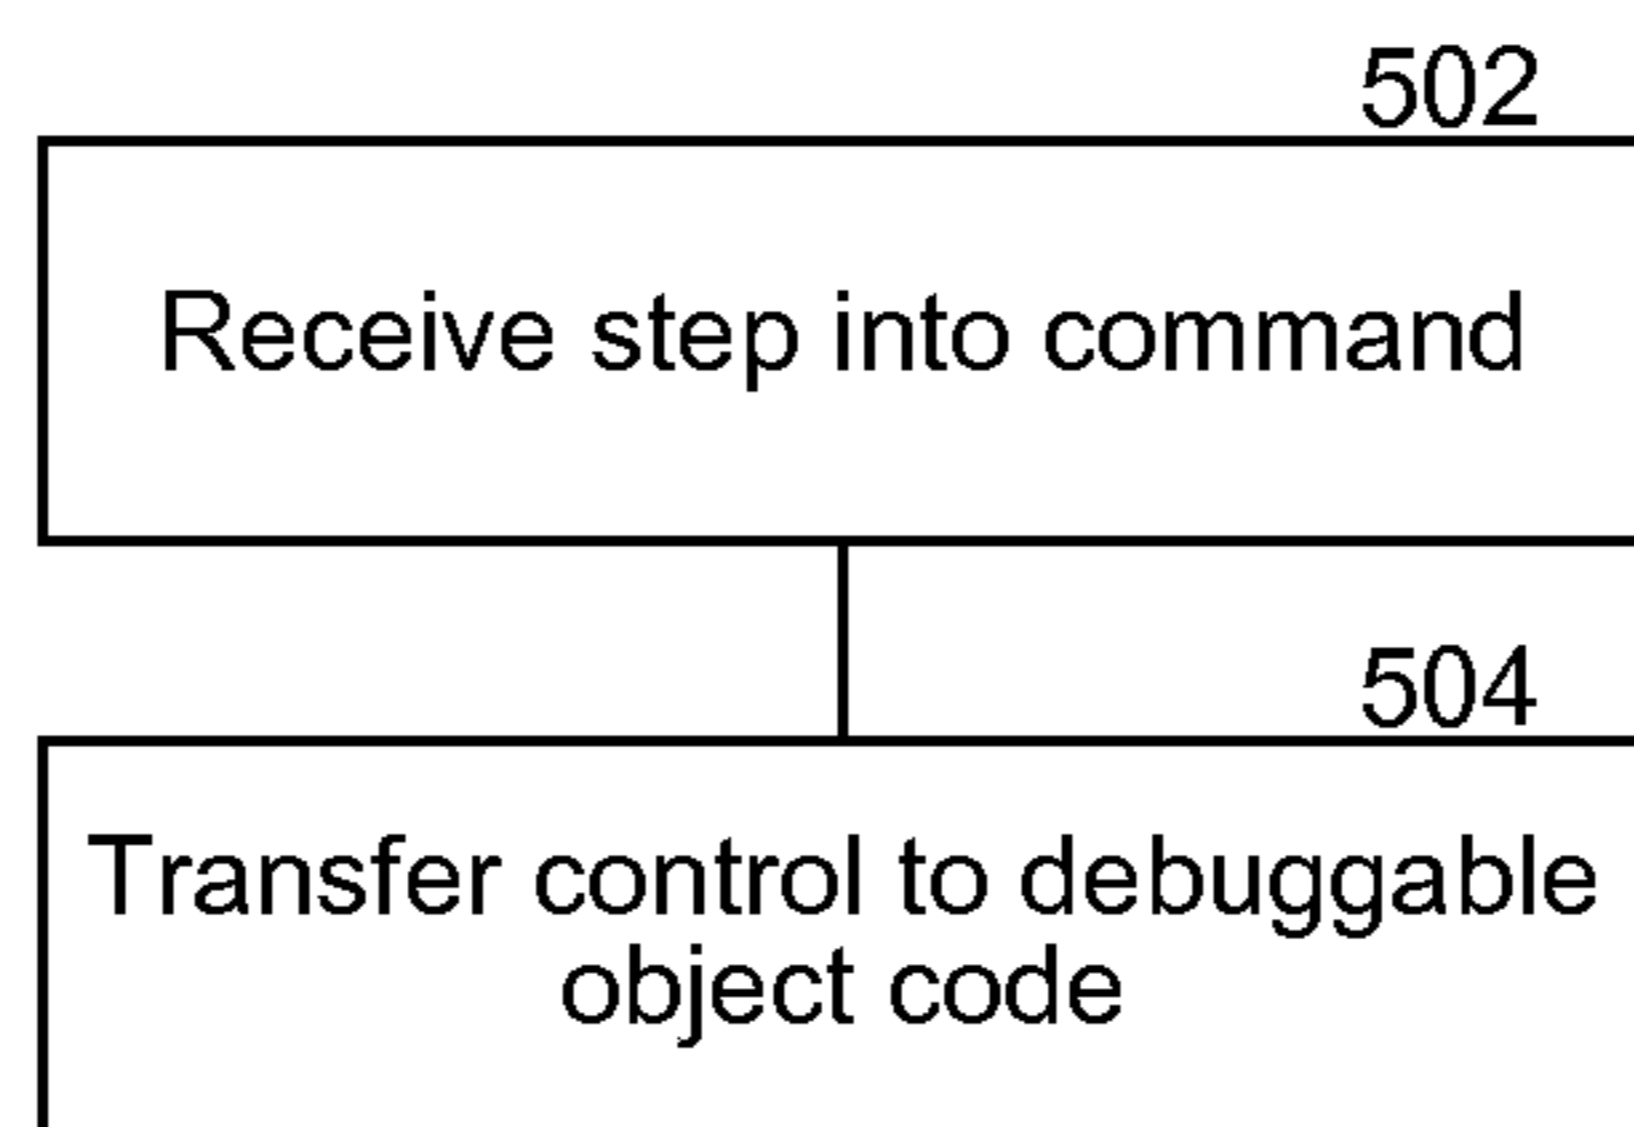 502
Receive step into command
504
Transfer control to debuggable
object code